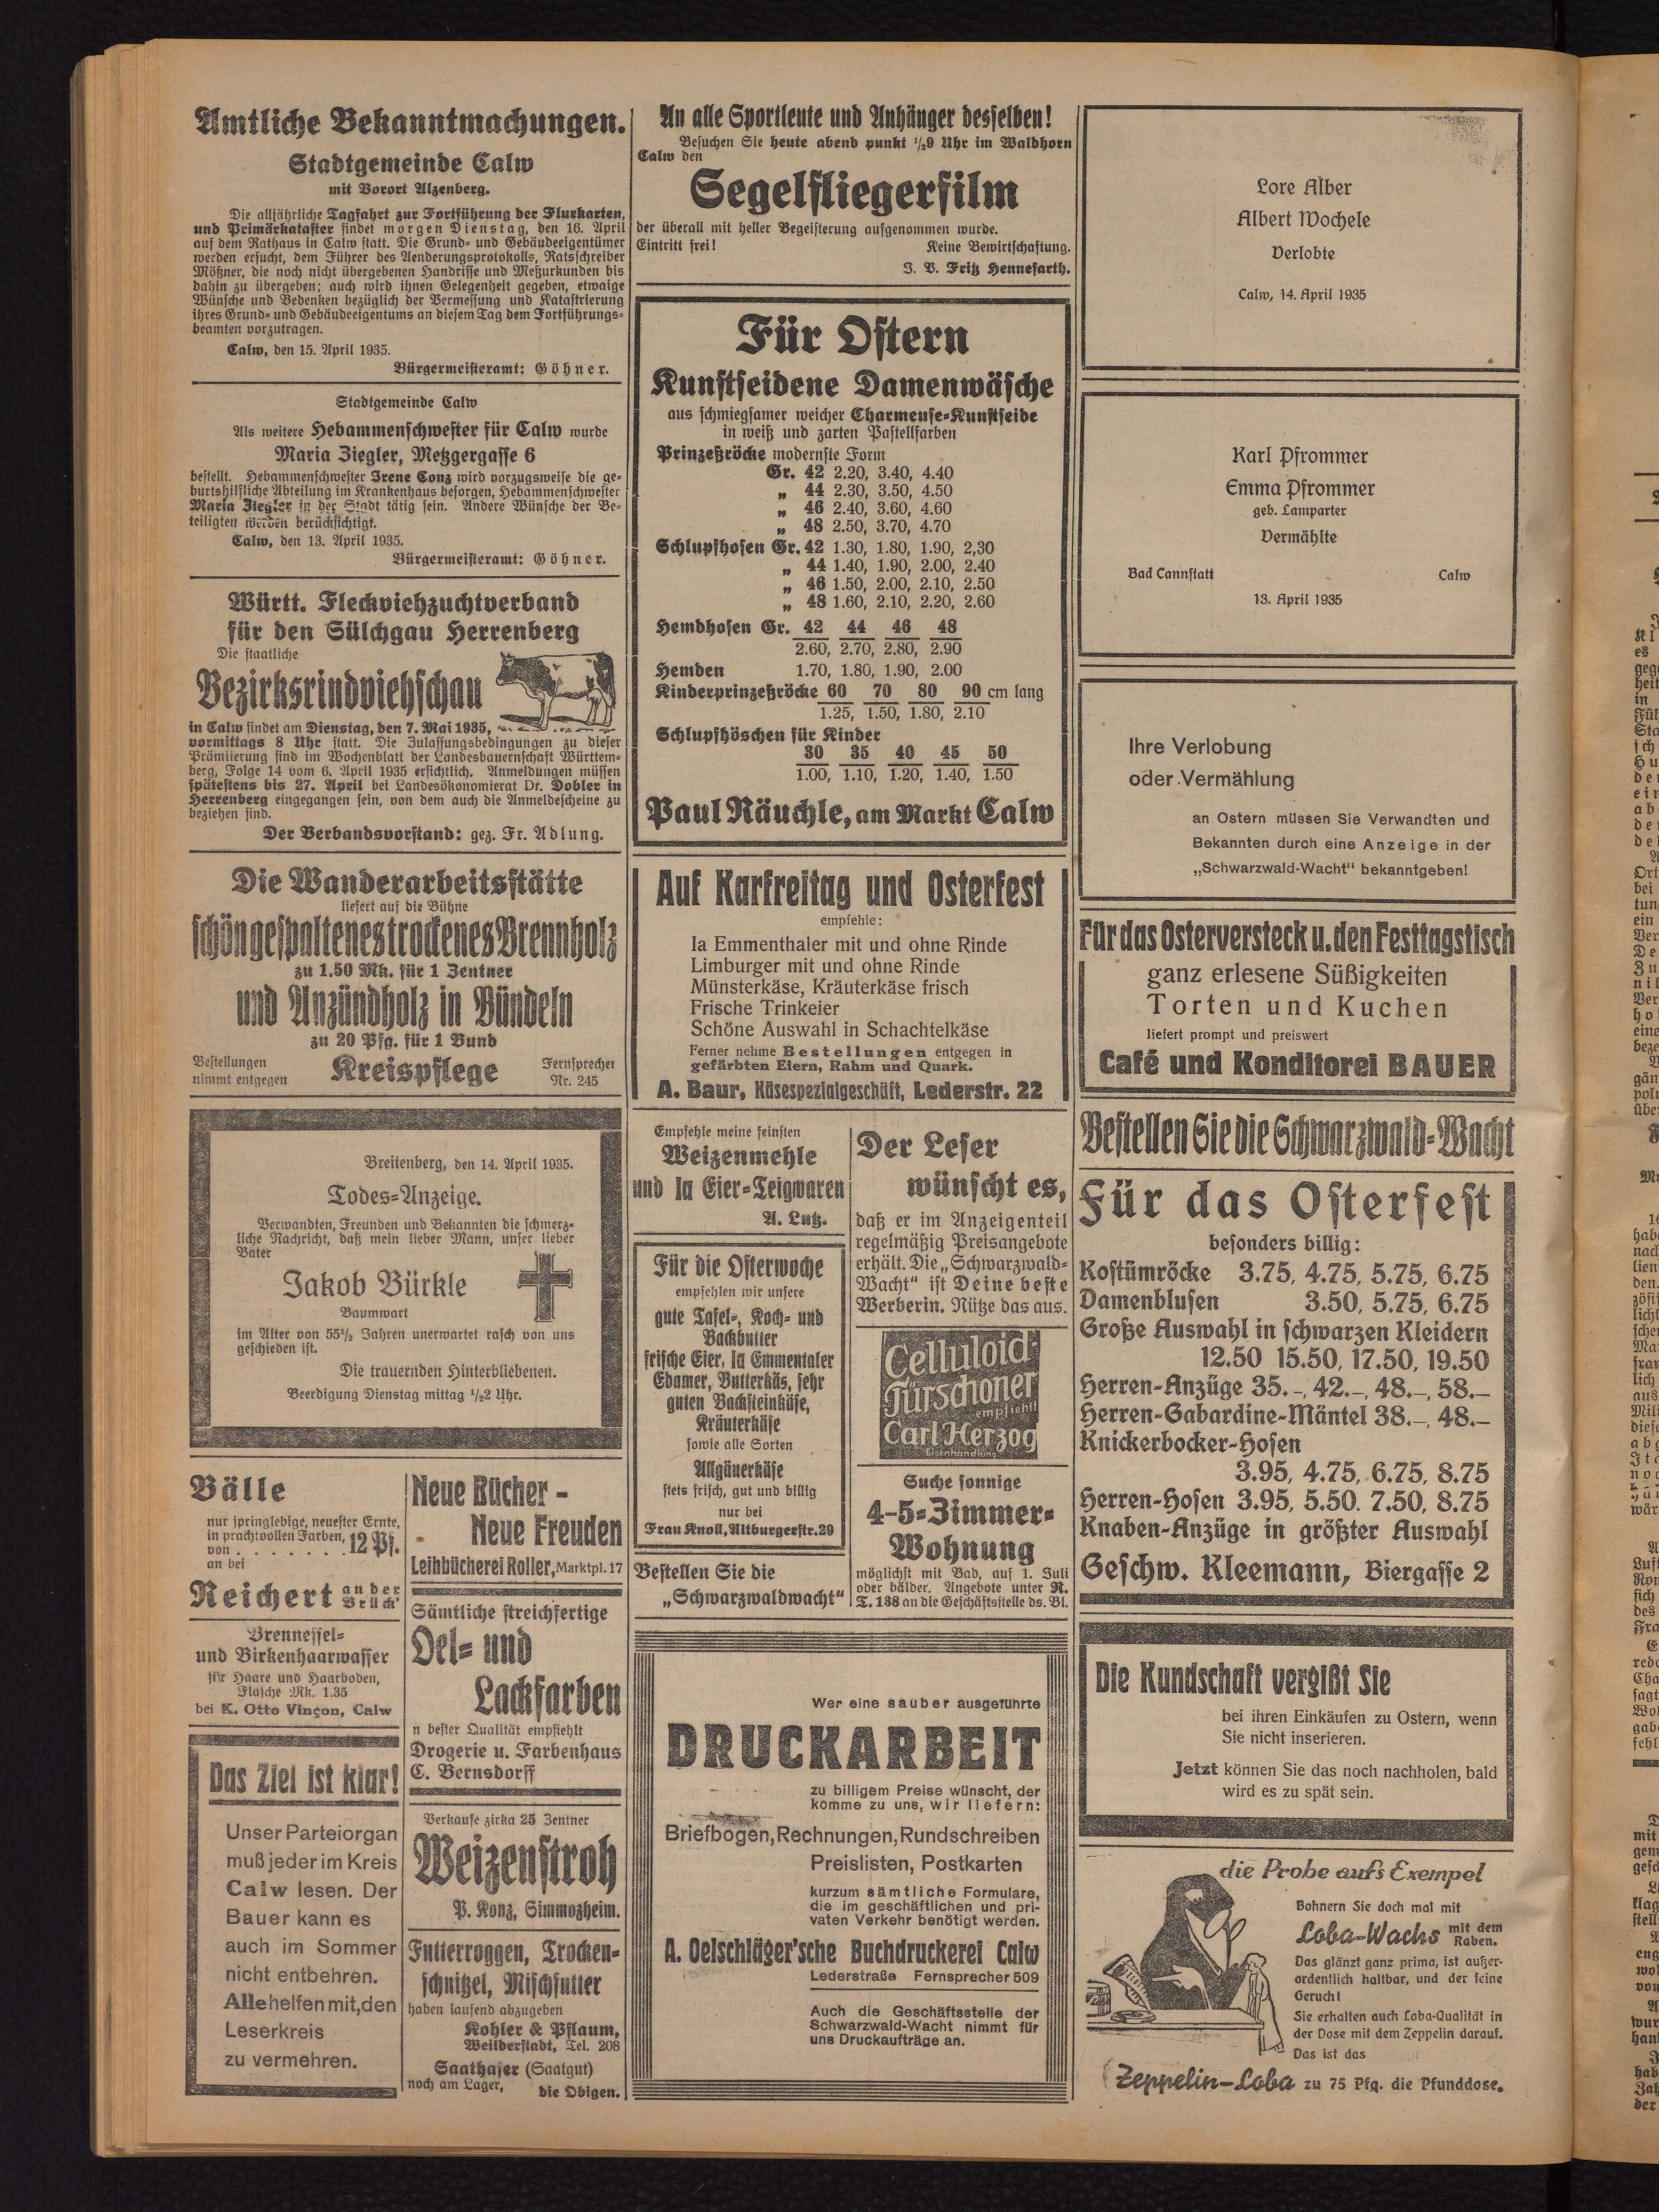 Amtliche Bekanntmachungen.
Stadtgemeinde Calw
mit Vorort Alzenberg.
Die alljährliche Tagfahrt zur Fortführung der Flurkarten,
und Primärkataster findet morgen Dienstag, den 16. April
auf dem Rathaus in Calw statt. Die Grund- und Gebäudeeigentümer
werden ersucht, dem Führer des Aenderungsprotokolls, Ratsschreiber
Mößner, die noch nicht übergebenen Handrisse und Meßurkunden bis
dahin zu übergeben; auch wird ihnen Gelegenheit gegeben, etwaige
Wünsche und Bedenken bezüglich der Vermessung und Katastrierung
ihres Grund- und Gebäudeeigentums an diesem Tag dem Fortführungs-
beamten vorzutragen.
Calw, den 15. April 1935.
Bürgermeisteramt: Göhner.
Stadtgemeinde Calw
Als weitere Hebammenschwester für Calw wurde
Maria Ziegler, Metzgergasse 6
bestellt. Hebammenschwester Irene Conz wird vorzugsweise die ge-
burtshilfliche Abteilung im Krankenhaus besorgen, Hebammenschwester
Maria Ziegler in der Stadt tätig sein. Andere Wünsche der Be-
teiligten werden berücksichtigt.
Calw, den 13. April 1935.
Bürgermeisteramt: Göhner.
Württ. Fleckviehzuchtverband
für den Sülchgau Herrenberg
Die staatliche
Bezirksrindviehschau
in Calw findet am Dienstag, den 7. Mai 1935,
vormittags 8 Uhr statt. Die Zulassungsbedingungen zu dieser
Prämiierung sind im Wochenblatt der Landesbauernschaft Württem-
berg, Folge 14 vom 6. April 1935 ersichtlich. Anmeldungen müssen
spätestens bis 27. April bei Landesökonomierat Dr. Dobler in
Herrenberg eingegangen sein, von dem auch die Anmeldescheine zu
beziehen sind.
Der Verbandsvorstand: gez. Fr. Adlung.
Die Wanderarbeitsstätte
liefert auf die Bühne
schön gespaltenes trockenes Brennholz
zu 1.50 Mk. für 1 Zentner
und Anzündholz in Bündeln
zu 20 Pfg. für 1 Bund
Bestellungen
nimmt entgegen
Kreispflege
Fernsprecher
Nr. 245
Breitenberg, den 14. April 1935.
Todes-Anzeige.
Verwandten, Freunden und Bekannten die schmerz-
liche Nachricht, daß mein lieber Mann, unser lieber
Vater
Jakob Bürkle
Baumwart
im Alter von 55½ Jahren unerwartet rasch von uns
geschieden ist.
Die trauernden Hinterbliebenen.
Beerdigung Dienstag mittag ½2 Uhr.
Bälle
nur springlebige, neuester Ernte,
in prachtvollen Farben,
von . . . . . . . 12 Pf.
an bei
Reichert an der Brück'
Brennessel-
und Birkenhaarwasser
für Haare und Haarboden,
Flasche Mk. 1.35
bei K. Otto Vinçon, Calw
Das Ziel ist klar!
Unser Parteiorgan
muß jeder im Kreis
Calw lesen. Der
Bauer kann es
auch im Sommer
nicht entbehren.
Alle helfen mit, den
Leserkreis
zu vermehren.
Neue Bücher -
Neue Freuden
Leihbücherei Roller, Marktpl. 17
Sämtliche streichfertige
Oel- und
Lackfarben
n bester Qualität empfiehlt
Drogerie u. Farbenhaus
C. Bernsdorff
Verkaufe zirka 25 Zentner
Weizenstroh
P. Konz, Simmozheim.
Futterroggen, Trocken-
schnitzel, Mischfutter
haben laufend abzugeben
Kohler & Pflaum,
Weilderstadt, Tel. 208
Saathafer (Saatgut)
noch am Lager, die Obigen.
An alle Sportleute und Anhänger desselben!
Besuchen Sie heute abend punkt ½9 Uhr im Waldhorn
Calw den
Segelfliegerfilm
der überall mit heller Begeisterung aufgenommen wurde.
Eintritt frei! Keine Bewirtschaftung.
J. V. Fritz Hennefarth.
Für Ostern
Kunstseidene Damenwäsche
aus schmiegsamer weicher Charmeuse-Kunstseide
in weiß und zarten Pastellfarben
Prinzeßröcke modernste Form
Gr. 42 2.20, 3.40, 4.40
„ 44 2.30, 3.50, 4.50
„ 46 2.40, 3.60, 4.60
„ 48 2.50, 3.70, 4.70
Schlupfhosen Gr. 42 1.30, 1.80, 1.90, 2,30
„ 44 1.40, 1.90, 2.00, 2.40
„ 46 1.50, 2.00, 2.10, 2.50
„ 48 1.60, 2.10, 2.20, 2.60
Hemdhosen Gr. 42 44 46 48
2.60, 2.70, 2.80, 2.90
Hemden 1.70, 1.80, 1.90, 2.00
Kinderprinzeßröcke 60 70 80 90 cm lang
1.25, 1.50, 1.80, 2.10
Schlupfhöschen für Kinder
30 35 40 45 50
1.00, 1.10, 1.20, 1.40, 1.50
Paul Räuchle, am Markt Calw
Auf Karfreitag und Osterfest
empfehle:
Ia Emmenthaler mit und ohne Rinde
Limburger mit und ohne Rinde
Münsterkäse, Kräuterkäse frisch
Frische Trinkeier
Schöne Auswahl in Schachtelkäse
Ferner nehme Bestellungen entgegen in
gefärbten Eiern, Rahm und Quark.
A. Baur, Käsespezialgeschäft, Lederstr. 22
Empfehle meine feinsten
Weizenmehle
und Ia Eier-Teigwaren
A. Lutz.
Für die Osterwoche
empfehlen wir unsere
gute Tafel-, Koch- und
Backbutter
frische Eier, Ia Emmentaler
Edamer, Butterkäs, sehr
guten Backsteinkäse,
Kräuterkäse
sowie alle Sorten
Allgäuerkäse
stets frisch, gut und billig
nur bei
Frau Knoll, Altburgerstr. 29
Bestellen Sie die
„Schwarzwaldwacht“
Der Leser
wünscht es,
daß er im Anzeigenteil
regelmäßig Preisangebote
erhält. Die „Schwarzwald-
Wacht“ ist Deine beste
Werberin. Nütze das aus.
Celluloid-
Türschoner
empfiehlt
Carl Herzog
Eisenhandlung
Suche sonnige
4-5-Zimmer-
Wohnung
möglichst mit Bad, auf 1. Juli
oder bälder. Angebote unter R.
T. 188 an die Geschäftsstelle ds. Bl.
Wer eine sauber ausgeführte
DRUCKARBEIT
zu billigem Preise wünscht, der
komme zu uns, wir liefern:
Briefbogen, Rechnungen, Rundschreiben
Preislisten, Postkarten
kurzum sämtliche Formulare,
die im geschäftlichen und pri-
vaten Verkehr benötigt werden.
A. Oelschläger'sche Buchdruckerei Calw
Lederstraße Fernsprecher 509
Auch die Geschäftsstelle der
Schwarzwald-Wacht nimmt für
uns Druckaufträge an.
Lore Alber
Albert Wochele
Verlobte
Calw, 14. April 1935
Karl Pfrommer
Emma Pfrommer
geb. Lamparter
Vermählte
Bad Cannstatt Calw
13. April 1935
Ihre Verlobung
oder Vermählung
an Ostern müssen Sie Verwandten und
Bekannten durch eine Anzeige in der
„Schwarzwald-Wacht“ bekanntgeben!
Für das Osterversteck u. den Festtagstisch
ganz erlesene Süßigkeiten
Torten und Kuchen
liefert prompt und preiswert
Café und Konditorei BAUER
Bestellen Sie die Schwarzwald-Wacht
Für das Osterfest
besonders billig:
Kostümröcke 3.75, 4.75, 5.75, 6.75
Damenblusen 3.50, 5.75, 6.75
Große Auswahl in schwarzen Kleidern
12.50 15.50, 17.50, 19.50
Herren-Anzüge 35.–, 42.–, 48.–, 58.–
Herren-Gabardine-Mäntel 38.–, 48.–
Knickerbocker-Hosen
3.95, 4.75, 6.75, 8.75
Herren-Hosen 3.95, 5.50. 7.50, 8.75
Knaben-Anzüge in größter Auswahl
Geschw. Kleemann, Biergasse 2
Die Kundschaft vergißt Sie
bei ihren Einkäufen zu Ostern, wenn
Sie nicht inserieren.
Jetzt können Sie das noch nachholen, bald
wird es zu spät sein.
die Probe aufs Exempel
Bohnern Sie doch mal mit
Loba-Wachs mit dem Raben.
Das glänzt ganz prima, ist außer-
ordentlich haltbar, und der feine
Geruch!
Sie erhalten auch Loba-Qualität in
der Dose mit dem Zeppelin darauf.
Das ist das
Zeppelin-Loba zu 75 Pfg. die Pfunddose.